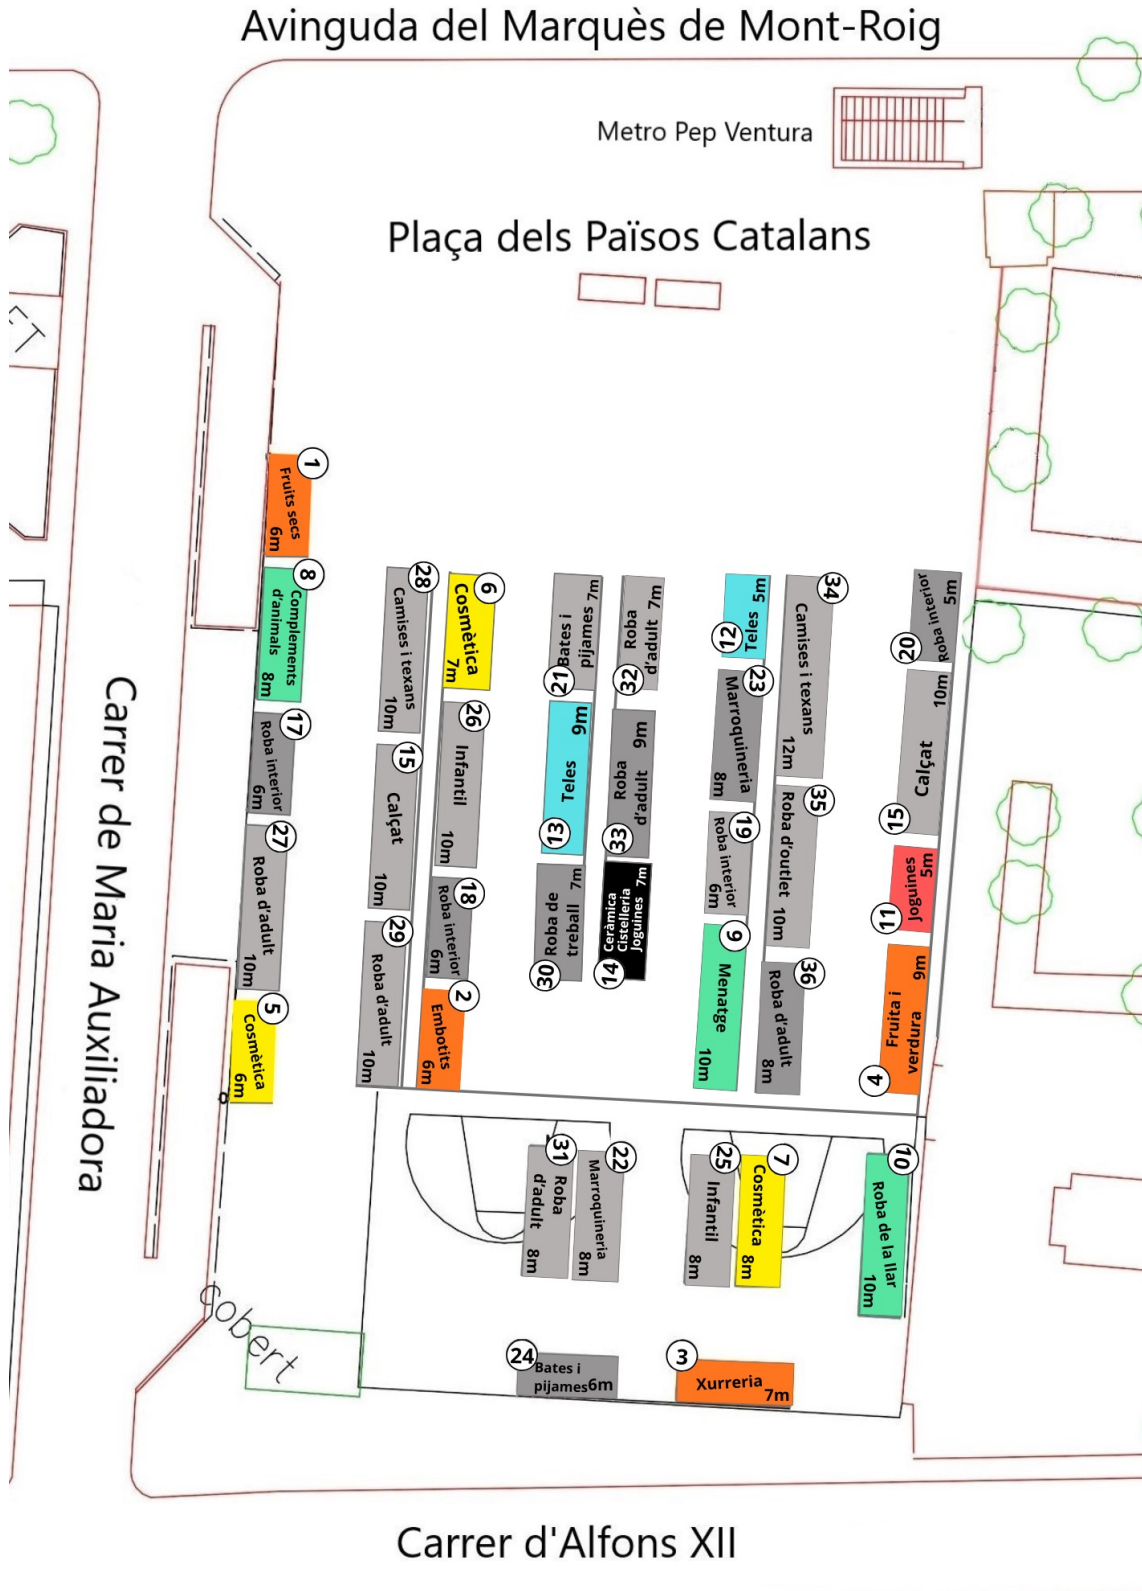 Avinguda del Marquès de Mont-Roig
Metro Pep Ventura
Plaça dels Països Catalans
ET
Carrer de Maria Auxiliadora
1
Fruits secs
6m
8
Complements
d'animals
8m
17
Roba interior
6m
27
Roba d'adult
10m
5
Cosmètica
6m
28
Camises i texans
10m
15
Calçat
10m
29
Roba d'adult
10m
6
Cosmètica
7m
26
Infantil
10m
18
Roba interior
6m
2
Embotits
6m
21
Bates i
pijames 7m
13
Teles
9m
30
Roba de
treball 7m
32
Roba
d'adult 7m
33
Roba
d'adult 9m
14
Ceràmica
Cistelleria
Joguines 7m
12
Teles 5m
23
Marroquineria
8m
19
Roba interior
6m
9
Menatge
10m
34
Camises i texans
12m
35
Roba d'outlet
10m
36
Roba d'adult
8m
20
Roba interior
5m
15
Calçat
10m
11
Joguines
5m
4
Fruita i
verdura
9m
31
Roba
d'adult
8m
22
Marroquineria
8m
25
Infantil
8m
7
Cosmètica
8m
10
Roba de la llar
10m
24
Bates i
pijames 6m
3
Xurreria
7m
cobert
Carrer d'Alfons XII